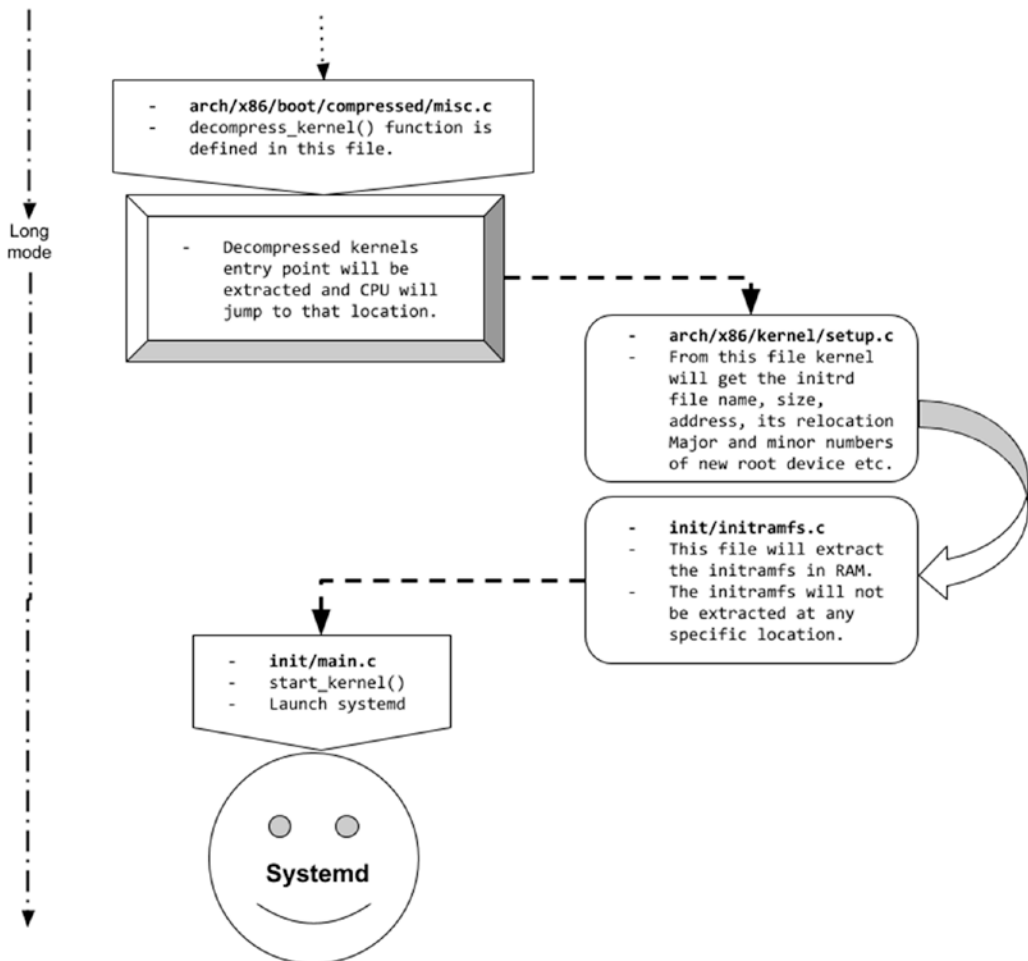 - arch/x86/boot/compressed/misc.c
- decompress_kernel() function is
defined in this file.
Long
mode
- Decompressed kernels
entry point will be
extracted and CPU will
jump to that location.
- arch/x86/kernel/setup.c
- From this file kernel
will get the initrd
file name, size,
address, its relocation
Major and minor numbers
of new root device etc.
- init/initramfs.c
- This file will extract
the initramfs in RAM.
- The initramfs will not
be extracted at any
specific location.
- init/main.c
- start_kernel()
- Launch systemd
Systemd